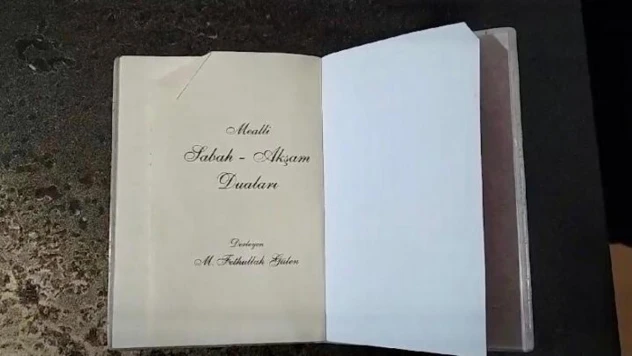 Mealli
Sabah - Akşam
Duaları
Derleyen
M. Fethullah Gülen